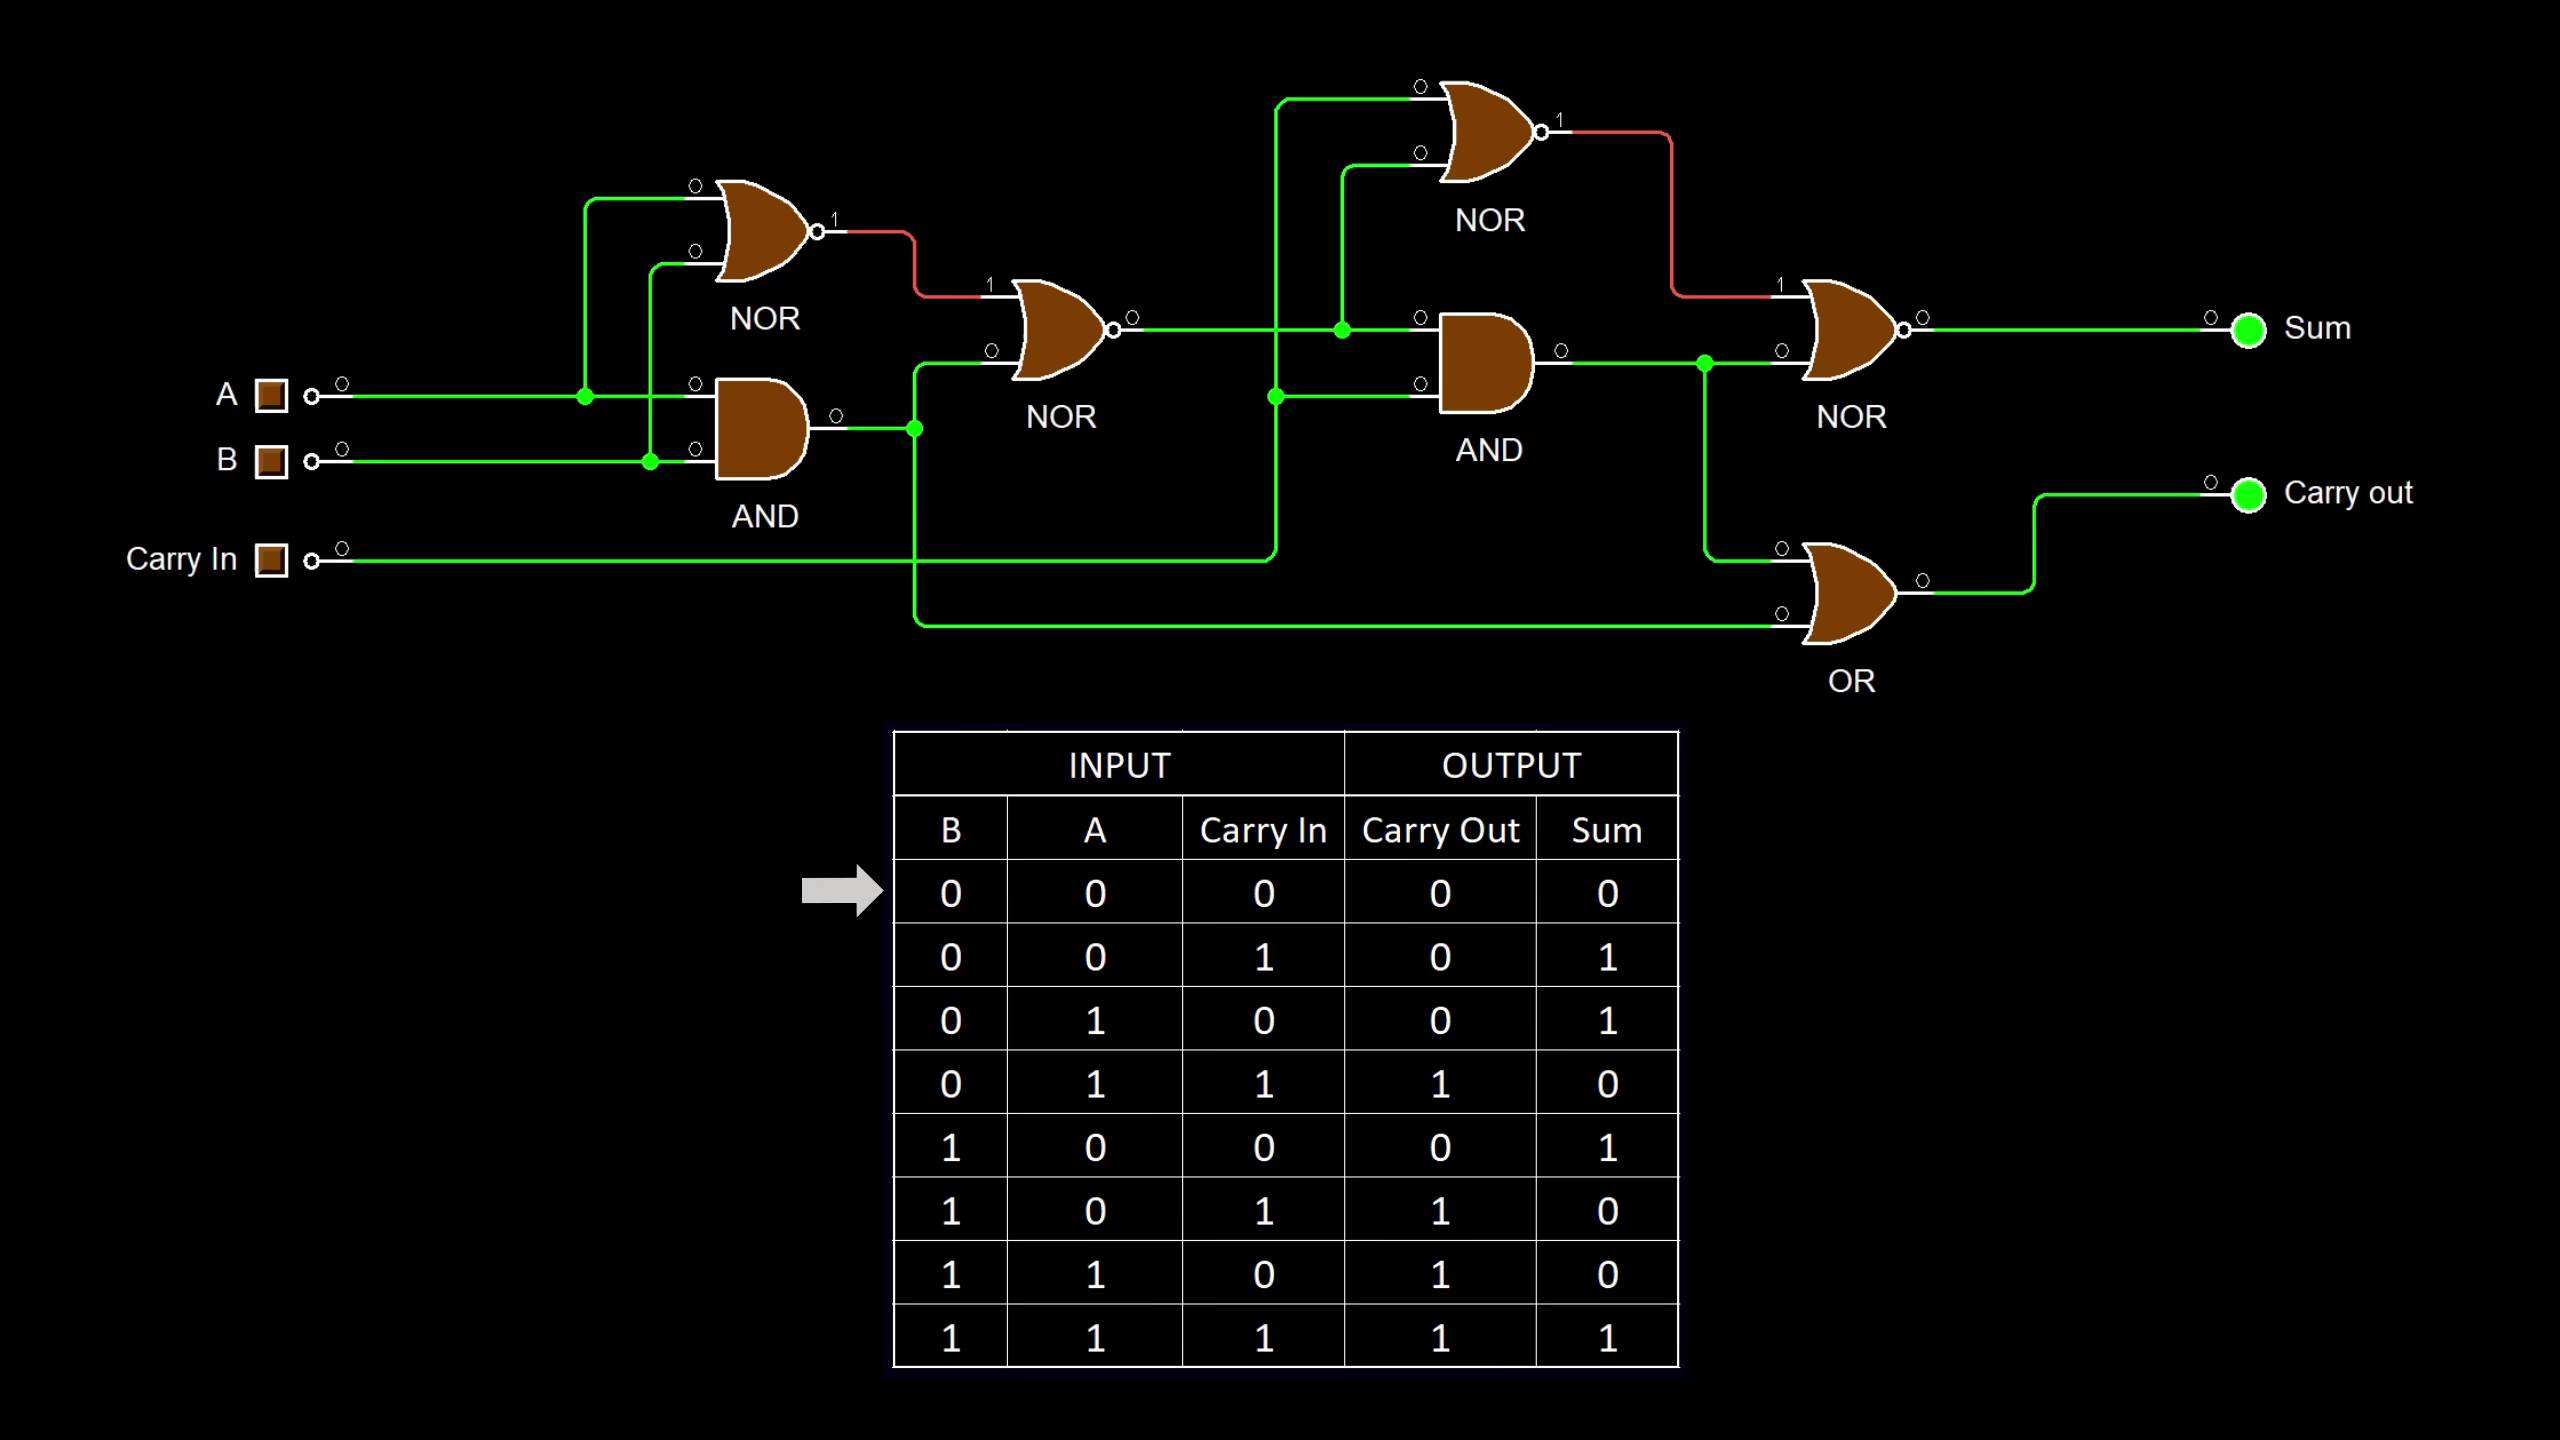 0 1 NOR
0
0 1 NOR
0
1 0 NOR
0
0 0 AND
0
1 0 NOR
0
0 Sum
A 0
B 0
0 0 AND
0
0 Carry out
Carry In 0
0 0 OR
0
INPUT OUTPUT
B A Carry In Carry Out Sum
0 0 0 0 0
0 0 1 0 1
0 1 0 0 1
0 1 1 1 0
1 0 0 0 1
1 0 1 1 0
1 1 0 1 0
1 1 1 1 1